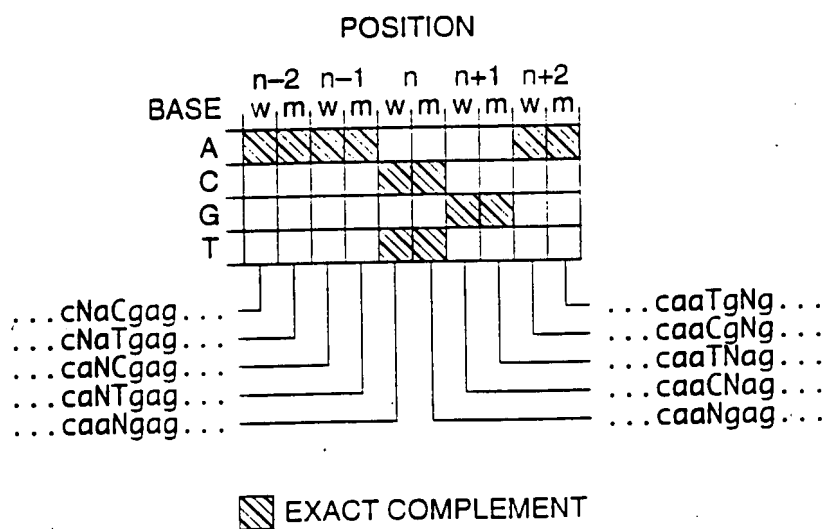 POSITION
n-2 n-1 n n+1 n+2
BASE w m w m w m w m w m
A
C
G
T
...cNaCgag...
...cNaTgag...
...caNCgag...
...caNTgag...
...caaNgag...
...caaTgNg...
...caaCgNg...
...caaTNag...
...caaCNag...
...caaNgag...
EXACT COMPLEMENT